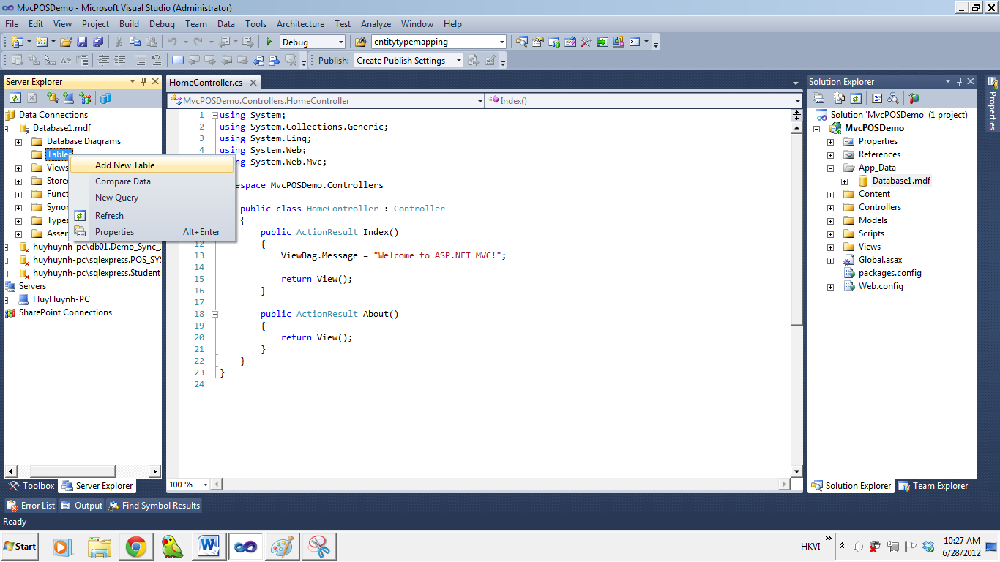 MvcPOSDemo - Microsoft Visual Studio (Administrator)
File Edit View Project Build Debug Team Data Tools Architecture Test Analyze Window Help
Debug entitytypemapping
Publish: Create Publish Settings
Server Explorer
Data Connections
Database1.mdf
Database Diagrams
Tables
Views
Store
Funct
Synor
Types
Assen
huyhuynh-pc\db01.Demo_Sync_
huyhuynh-pc\sqlexpress.POS_SY
huyhuynh-pc\sqlexpress.Student
Servers
HuyHuynh-PC
SharePoint Connections
Add New Table
Compare Data
New Query
Refresh
Properties Alt+Enter
Toolbox Server Explorer
HomeController.cs
MvcPOSDemo.Controllers.HomeController Index()
1 using System;
2 using System.Collections.Generic;
3 using System.Linq;
4 using System.Web;
ng System.Web.Mvc;
espace MvcPOSDemo.Controllers
public class HomeController : Controller
{
public ActionResult Index()
12 {
13 ViewBag.Message = "Welcome to ASP.NET MVC!";
14
15 return View();
16 }
17
18 public ActionResult About()
19 {
20 return View();
21 }
22 }
23 }
24
100 %
Solution Explorer
Solution 'MvcPOSDemo' (1 project)
MvcPOSDemo
Properties
References
App_Data
Database1.mdf
Content
Controllers
Models
Scripts
Views
Global.asax
packages.config
Web.config
Solution Explorer Team Explorer
Properties
Error List Output Find Symbol Results
Ready
Start
HKVI
10:27 AM
6/28/2012